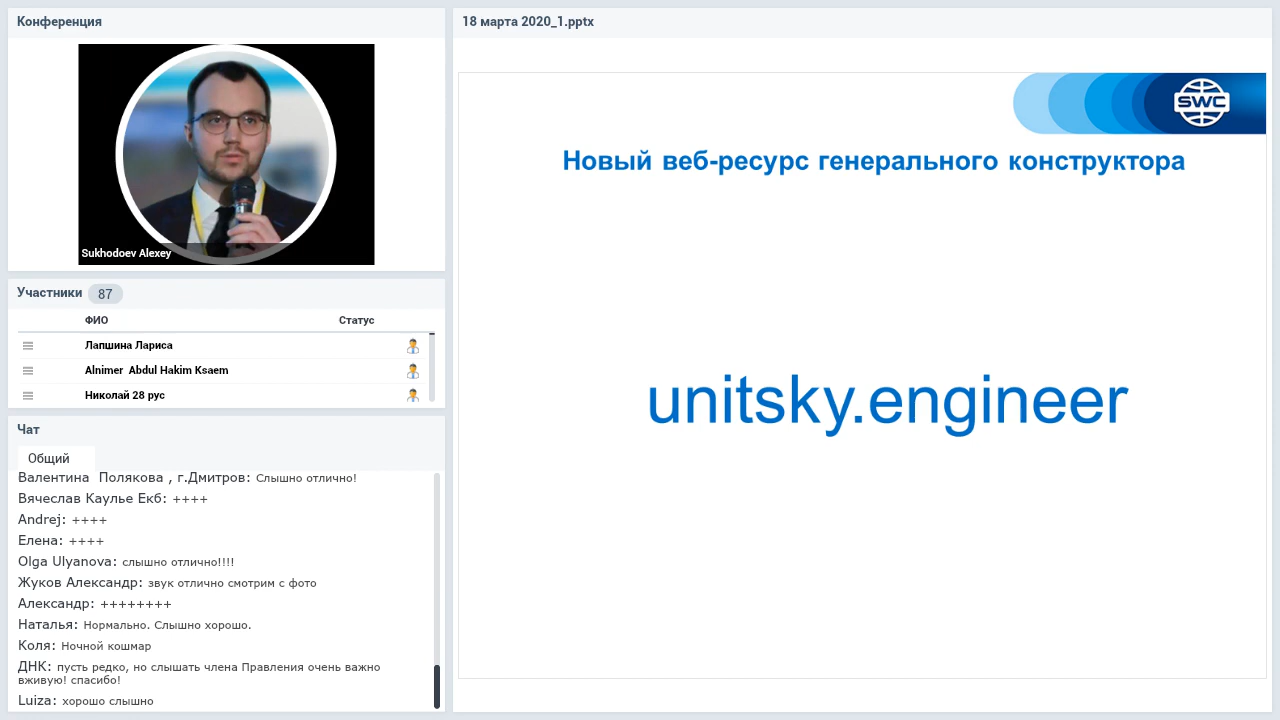 Конференция
Sukhodoev Alexey
Участники 87
ФИО Статус
Лапшина Лариса
Alnimer Abdul Hakim Ksaem
Николай 28 рус
Чат
Общий
Валентина Полякова , г.Дмитров: Слышно отлично!
Вячеслав Каулье Екб: ++++
Andrej: ++++
Елена: ++++
Olga Ulyanova: слышно отлично!!!!
Жуков Александр: звук отлично смотрим с фото
Александр: ++++++++
Наталья: Нормально. Слышно хорошо.
Коля: Ночной кошмар
ДНК: пусть редко, но слышать члена Правления очень важно
вживую! спасибо!
Luiza: хорошо слышно
18 марта 2020_1.pptx
SWC
Новый веб-ресурс генерального конструктора
unitsky.engineer